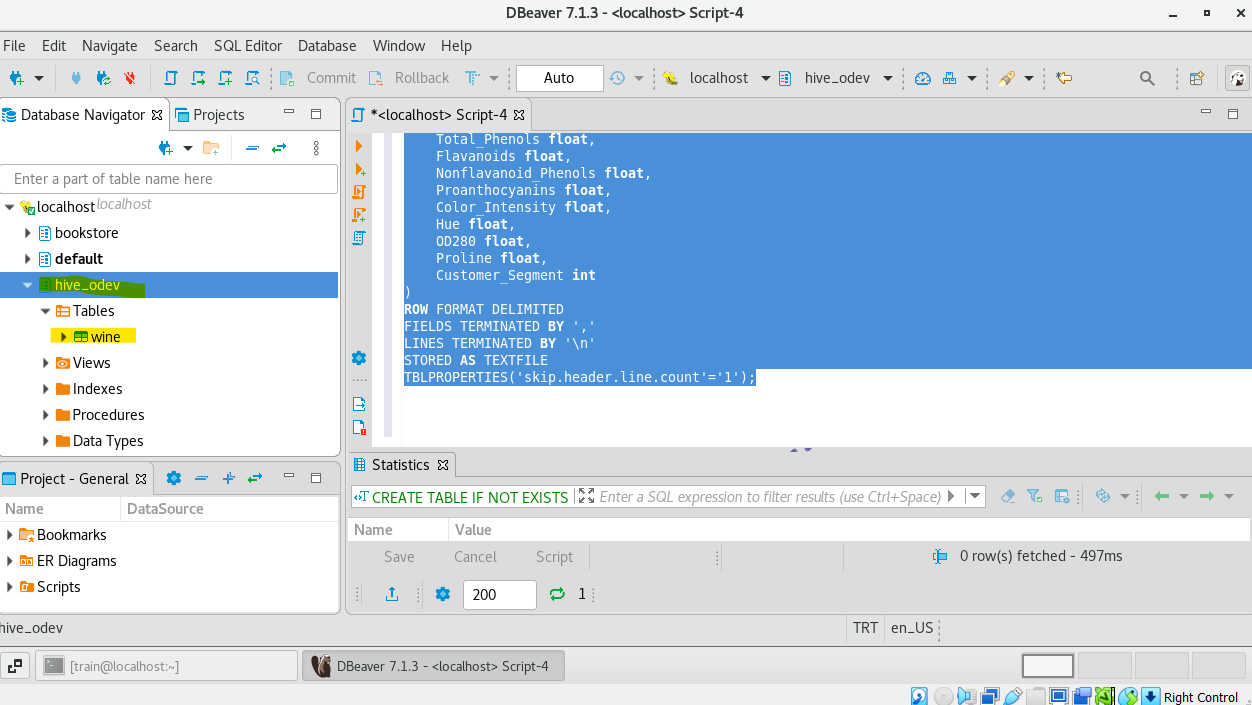 DBeaver 7.1.3 - <localhost> Script-4
File Edit Navigate Search SQL Editor Database Window Help
Commit Rollback Auto localhost hive_odev
Database Navigator Projects
Enter a part of table name here
localhost localhost
bookstore
default
hive_odev
Tables
wine
Views
Indexes
Procedures
Data Types
Project - General
Name DataSource
Bookmarks
ER Diagrams
Scripts
*<localhost> Script-4
Total_Phenols float,
Flavanoids float,
Nonflavanoid_Phenols float,
Proanthocyanins float,
Color_Intensity float,
Hue float,
OD280 float,
Proline float,
Customer_Segment int
)
ROW FORMAT DELIMITED
FIELDS TERMINATED BY ','
LINES TERMINATED BY '\n'
STORED AS TEXTFILE
TBLPROPERTIES('skip.header.line.count'='1');
Statistics
CREATE TABLE IF NOT EXISTS Enter a SQL expression to filter results (use Ctrl+Space)
Name Value
Save Cancel Script 0 row(s) fetched - 497ms
200 1
hive_odev TRT en_US
[train@localhost:~] DBeaver 7.1.3 - <localhost> Script-4
Right Control